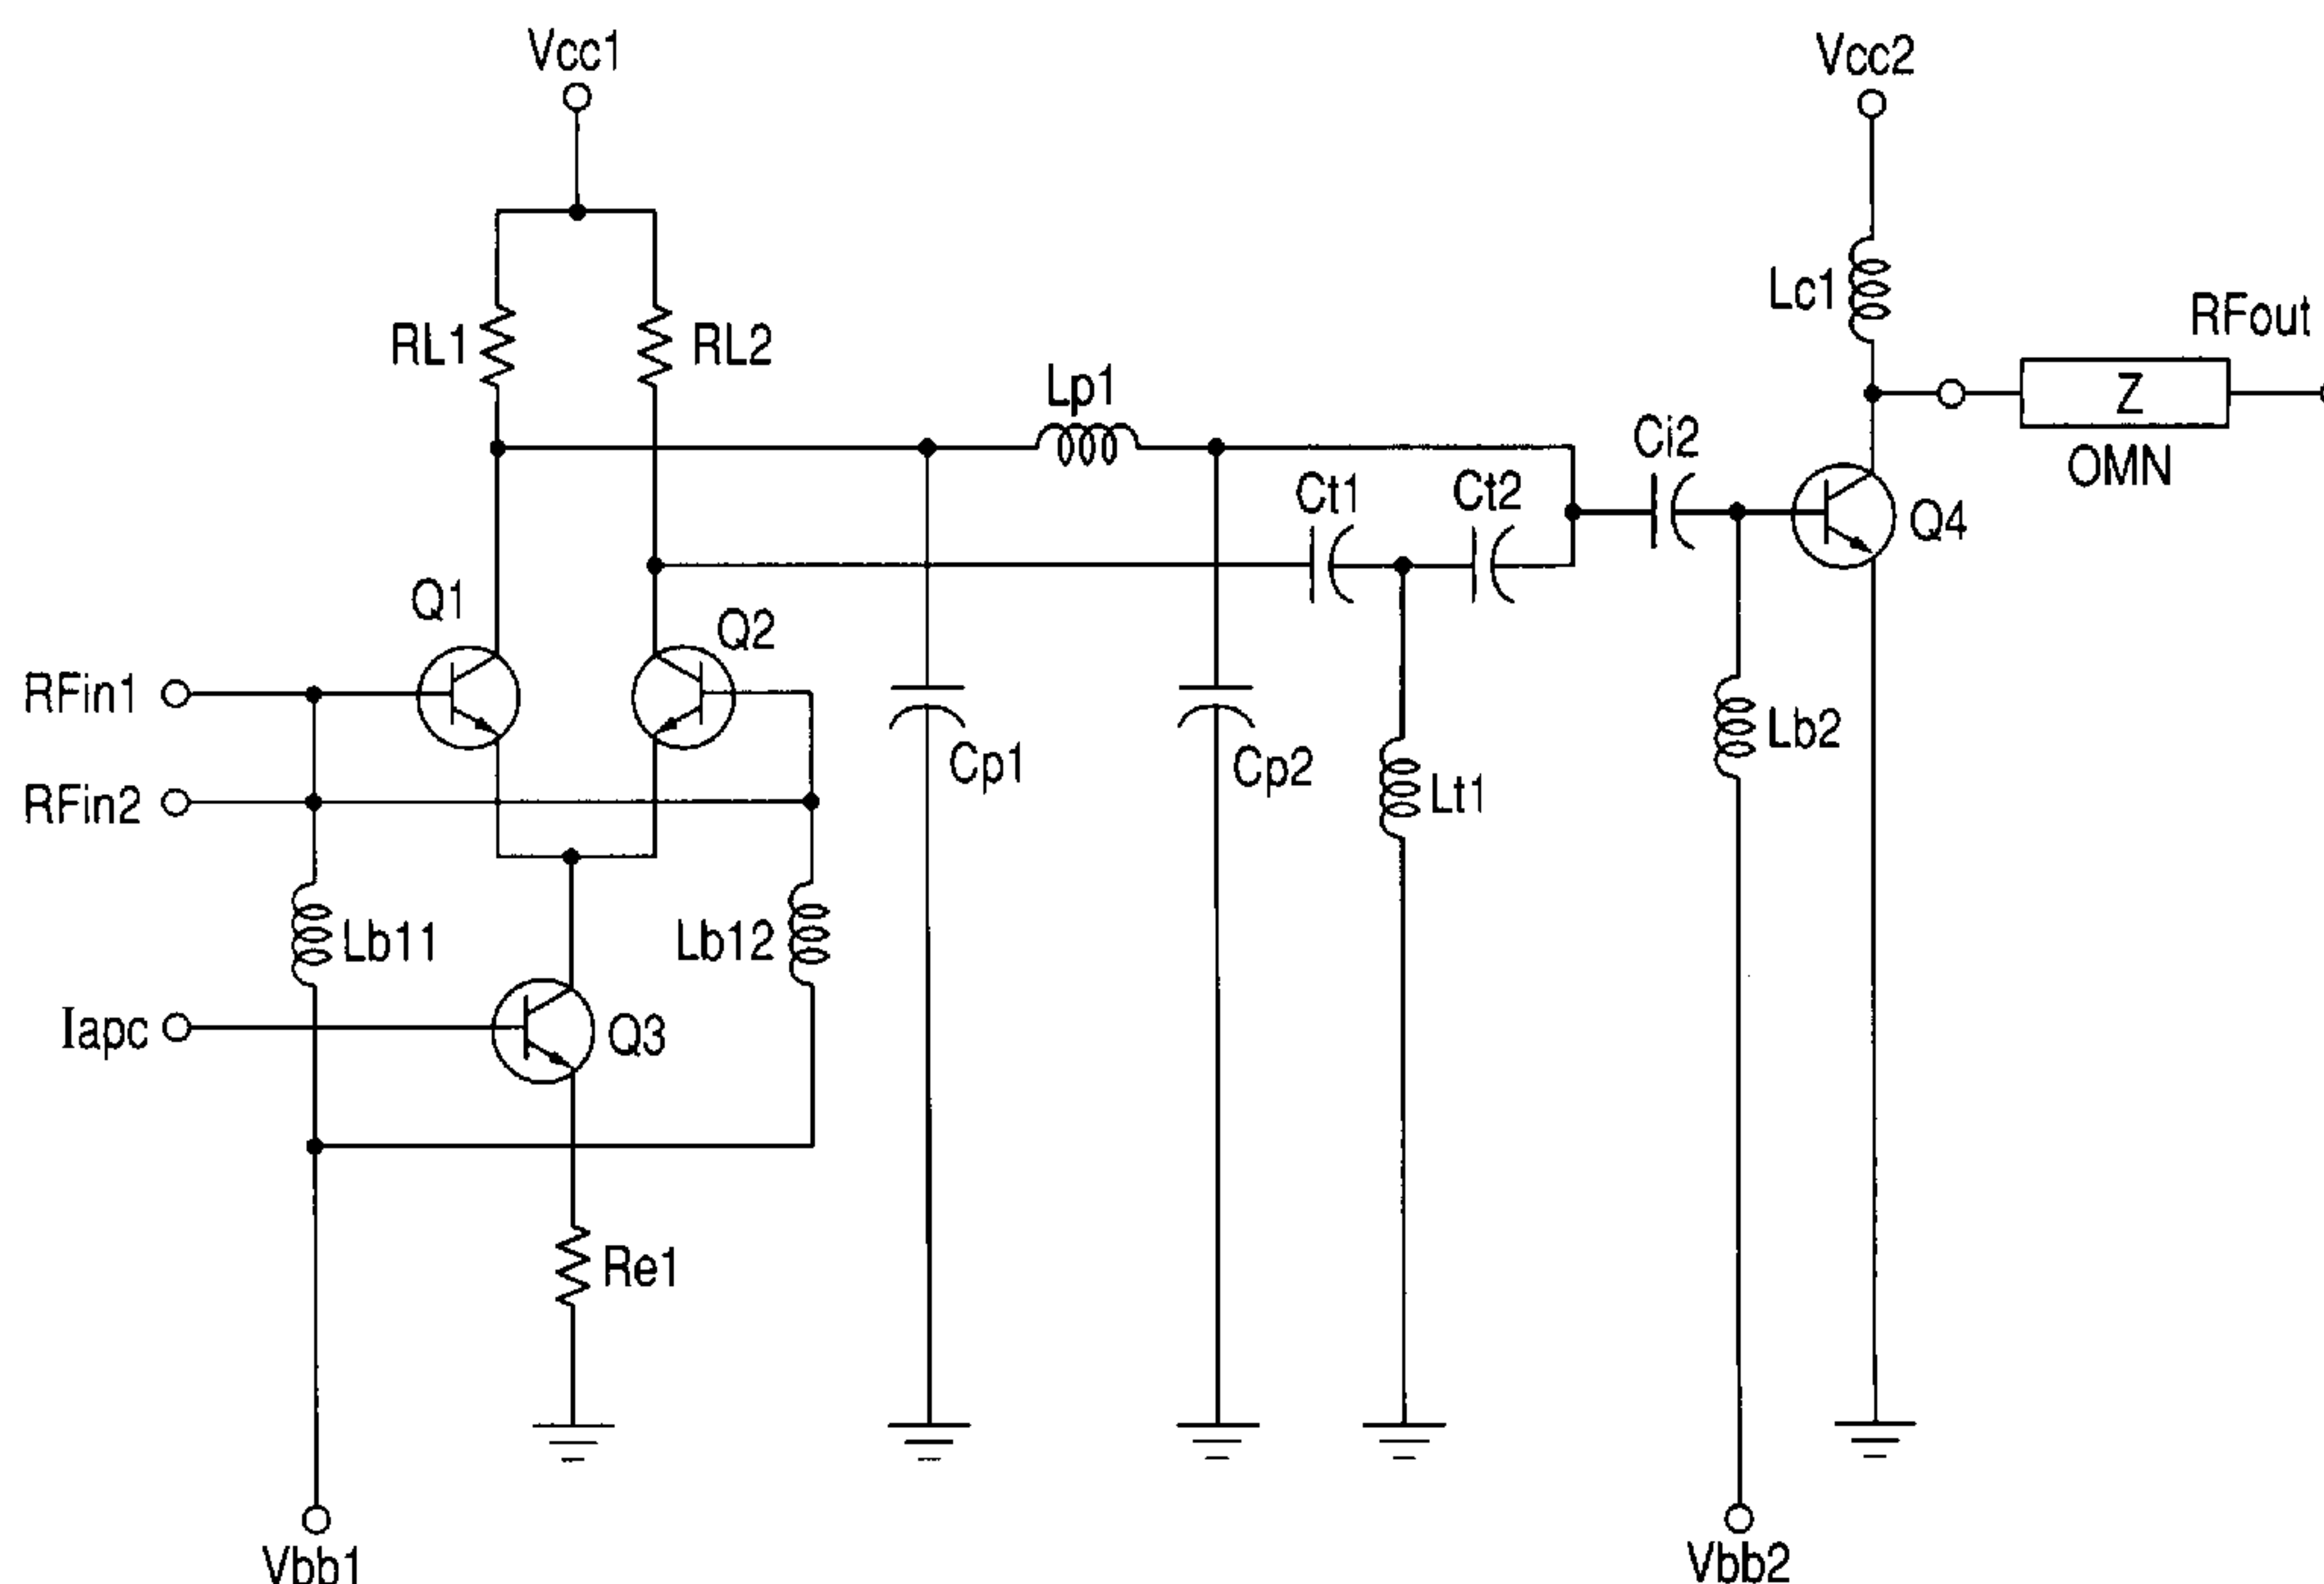 Vcc1
Vcc2
RL1
RL2
Lp1
Lc1
RFout
Z
OMN
Ci2
Ct1
Ct2
Q4
Q1
Q2
RFin1
RFin2
Cp1
Cp2
Lt1
Lb2
Lb11
Lb12
Iapc
Q3
Re1
Vbb1
Vbb2